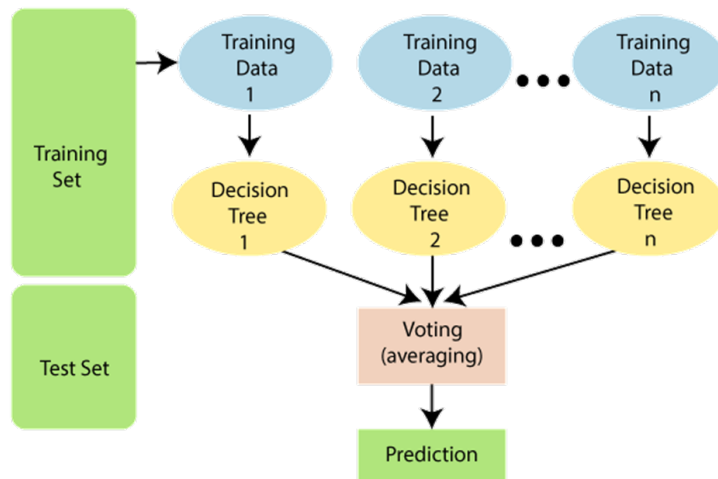 Training
Set
Test Set
Training
Data
1
Training
Data
2
Training
Data
n
Decision
Tree
1
Decision
Tree
2
Decision
Tree
n
Voting
(averaging)
Prediction